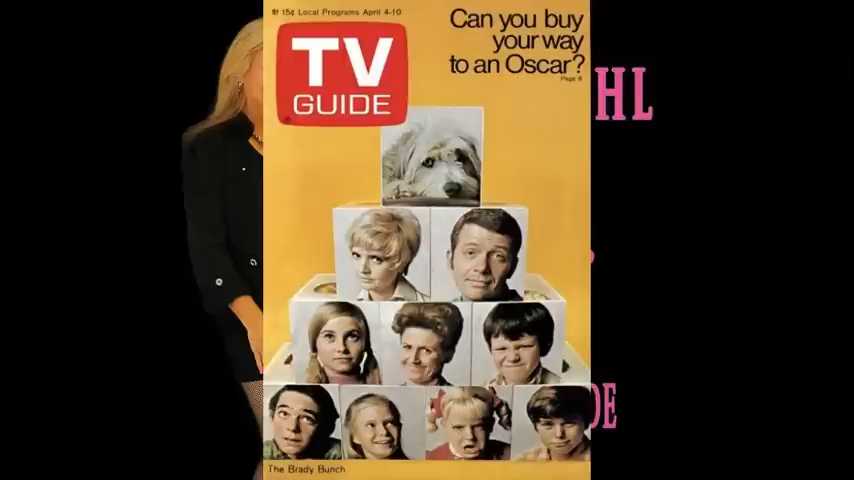 15¢ Local Programs April 4-10
Can you buy
your way
to an Oscar?
Page 8
TV
GUIDE
HL
DE
The Brady Bunch